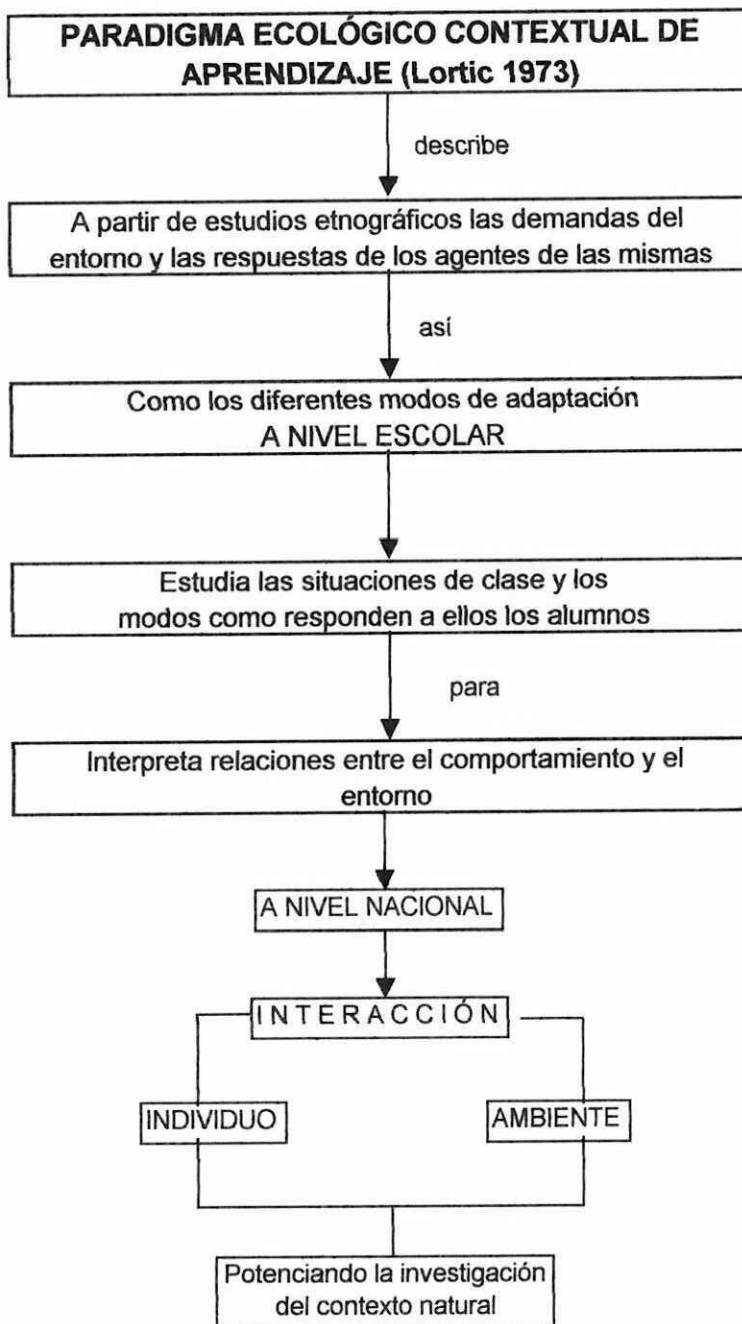 PARADIGMA ECOLÓGICO CONTEXTUAL DE
APRENDIZAJE (Lortic 1973)
describe
A partir de estudios etnográficos las demandas del
entorno y las respuestas de los agentes de las mismas
así
Como los diferentes modos de adaptación
A NIVEL ESCOLAR
Estudia las situaciones de clase y los
modos como responden a ellos los alumnos
para
Interpreta relaciones entre el comportamiento y el
entorno
A NIVEL NACIONAL
INTERACCIÓN
INDIVIDUO
AMBIENTE
Potenciando la investigación
del contexto natural